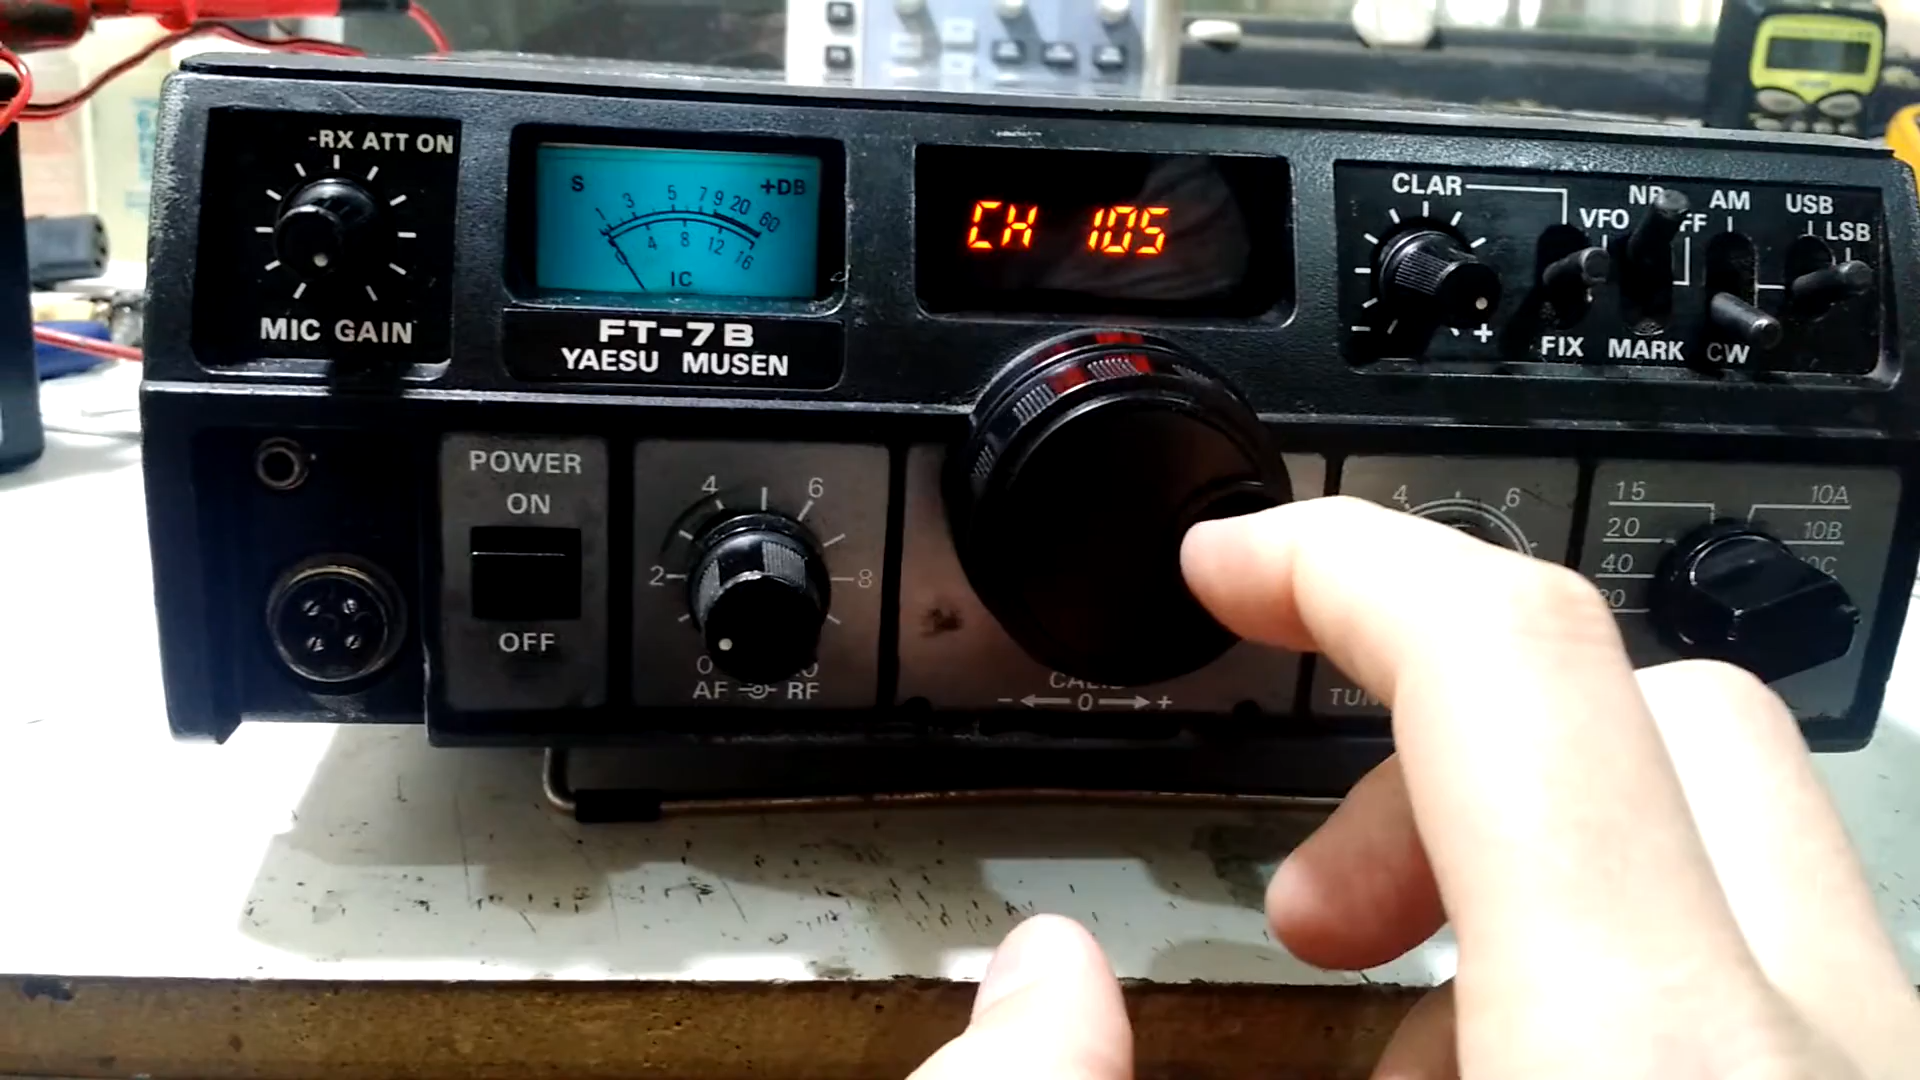 -RX ATT ON
MIC GAIN
S 1 3 5 7 9 20 60 +DB
0 4 8 12 16
IC
FT-7B
YAESU MUSEN
CH 105
CLAR
+
VFO
FIX
MARK
AM
CW
USB
LSB
POWER
ON
OFF
2 4 6 8
0
AF RF
- 0 +
4 6
15
20
40
10A
10B